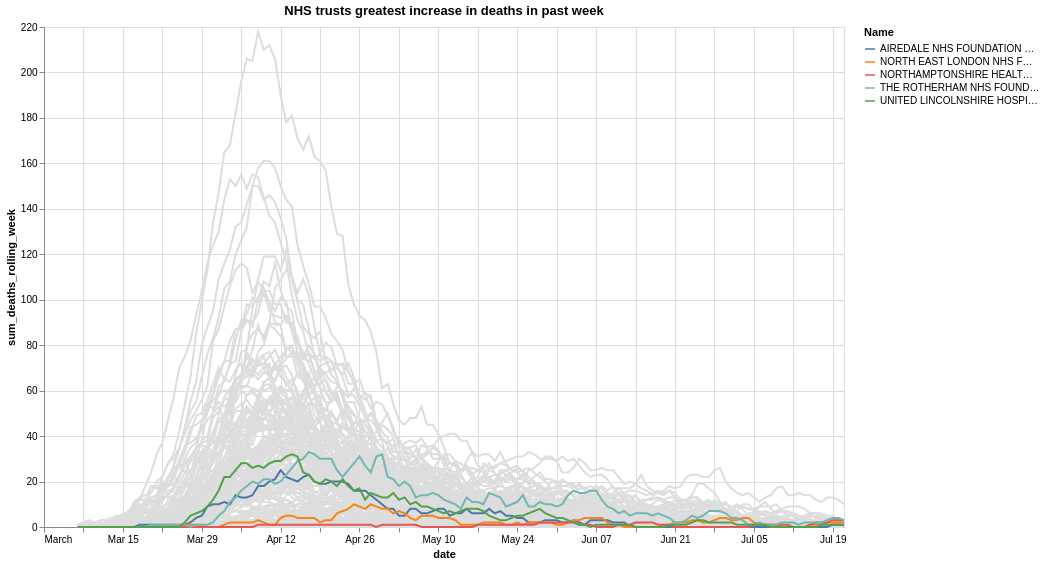 NHS trusts greatest increase in deaths in past week
220
200
180
160
140
120
100
80
60
40
20
0
sum_deaths_rolling_week
March Mar 15 Mar 29 Apr 12 Apr 26 May 10 May 24 Jun 07 Jun 21 Jul 05 Jul 19
date
Name
AIREDALE NHS FOUNDATION …
NORTH EAST LONDON NHS F…
NORTHAMPTONSHIRE HEALT…
THE ROTHERHAM NHS FOUND…
UNITED LINCOLNSHIRE HOSPI…